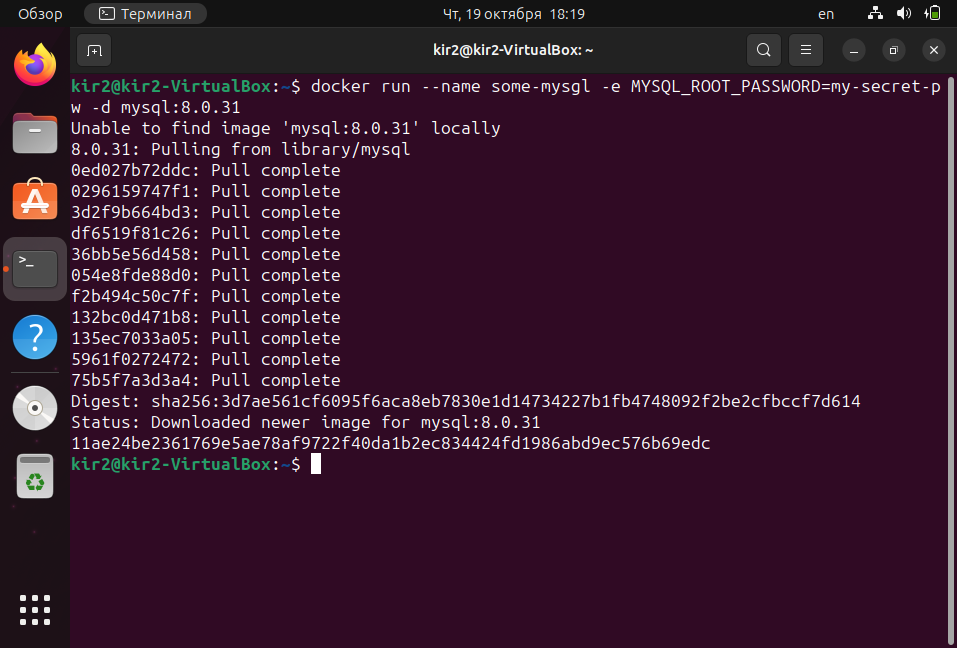 Обзор
Терминал
Чт, 19 октября 18:19
en
kir2@kir2-VirtualBox: ~
kir2@kir2-VirtualBox:~$ docker run --name some-mysgl -e MYSQL_ROOT_PASSWORD=my-secret-p
w -d mysql:8.0.31
Unable to find image 'mysql:8.0.31' locally
8.0.31: Pulling from library/mysql
0ed027b72ddc: Pull complete
0296159747f1: Pull complete
3d2f9b664bd3: Pull complete
df6519f81c26: Pull complete
36bb5e56d458: Pull complete
054e8fde88d0: Pull complete
f2b494c50c7f: Pull complete
132bc0d471b8: Pull complete
135ec7033a05: Pull complete
5961f0272472: Pull complete
75b5f7a3d3a4: Pull complete
Digest: sha256:3d7ae561cf6095f6aca8eb7830e1d14734227b1fb4748092f2be2cfbccf7d614
Status: Downloaded newer image for mysql:8.0.31
11ae24be2361769e5ae78af9722f40da1b2ec834424fd1986abd9ec576b69edc
kir2@kir2-VirtualBox:~$